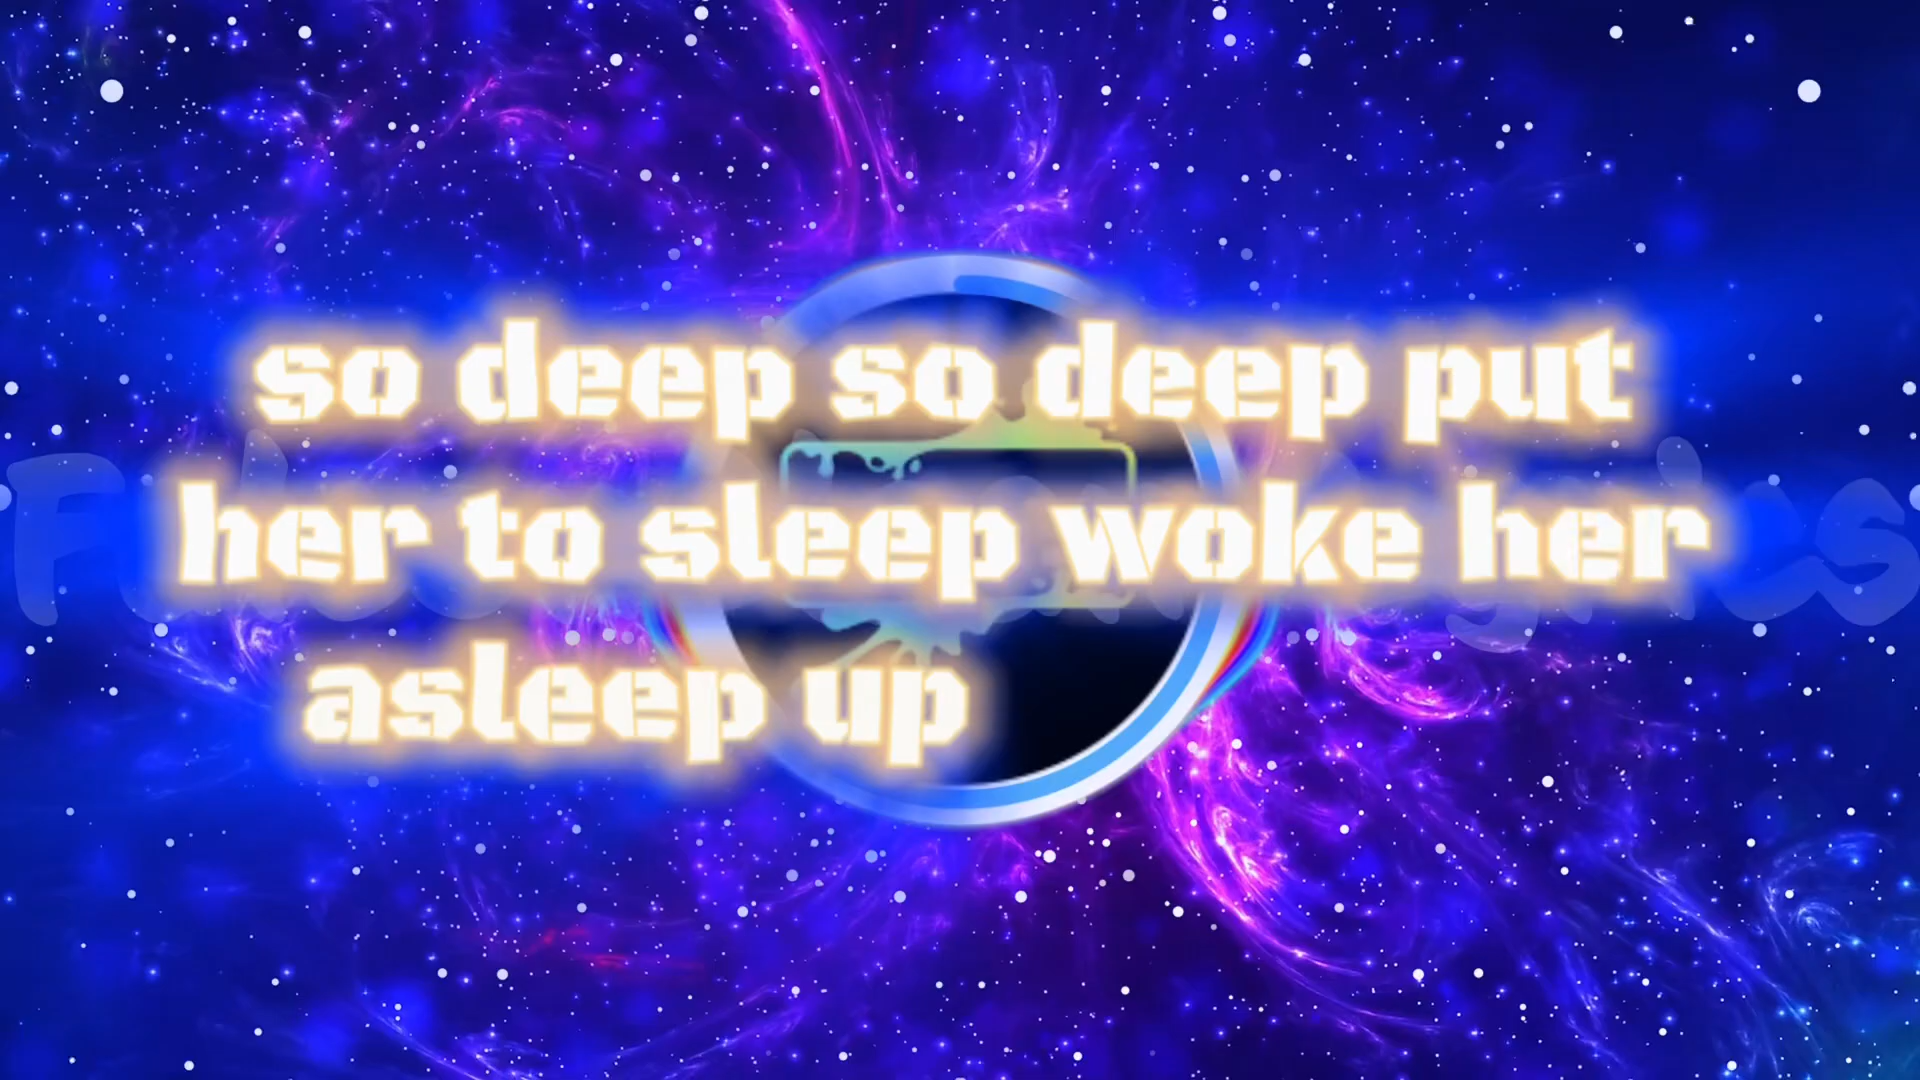 so deep so deep put
her to sleep woke her
asleep up